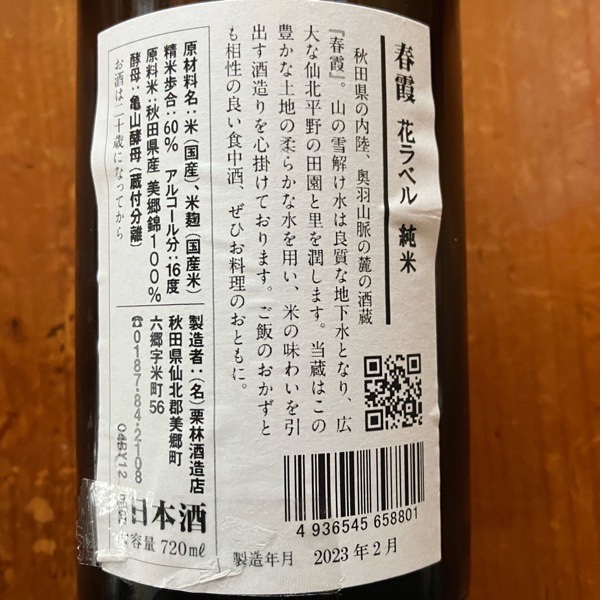 春霞 花ラベル 純米
秋田県の内陸、奥羽山脈の麓の酒蔵
『春霞』。山の雪解け水は良質な地下水となり、広
大な仙北平野の田園と里を潤します。当蔵はこの
豊かな土地の柔らかな水を用い、米の味わいを引
出す酒造りを心掛けております。ご飯のおかずと
も相性の良い食中酒、ぜひお料理のおともに。
原材料名:米(国産)、米麹(国産米)
精米歩合:60% アルコール分:16度
原料米:秋田県産 美郷錦100%
酵母:亀山酵母(蔵付分離)
お酒は二十歳になってから
製造者:(名)栗林酒造店
秋田県仙北郡美郷町
六郷字米町56
☎0187-84-2108
04BY12
日本酒
容量 720㎖
4 936545 658801
製造年月 2023年2月